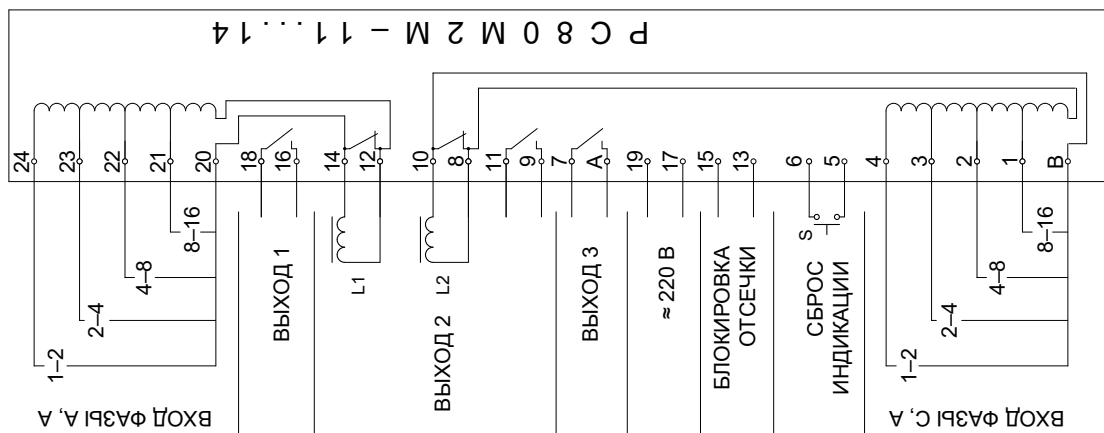 РС80М2М–11...14
24
23
22
21
20
18
16
14
12
10
8
11
9
7
А
19
17
15
13
6
5
4
3
2
1
В
1–2
2–4
4–8
8–16
ВХОД ФАЗЫ А, А
ВЫХОД 1
L1
L2
ВЫХОД 2
ВЫХОД 3
≈ 220 В
БЛОКИРОВКА
ОТСЕЧКИ
S
СБРОС
ИНДИКАЦИИ
1–2
2–4
4–8
8–16
ВХОД ФАЗЫ С, А